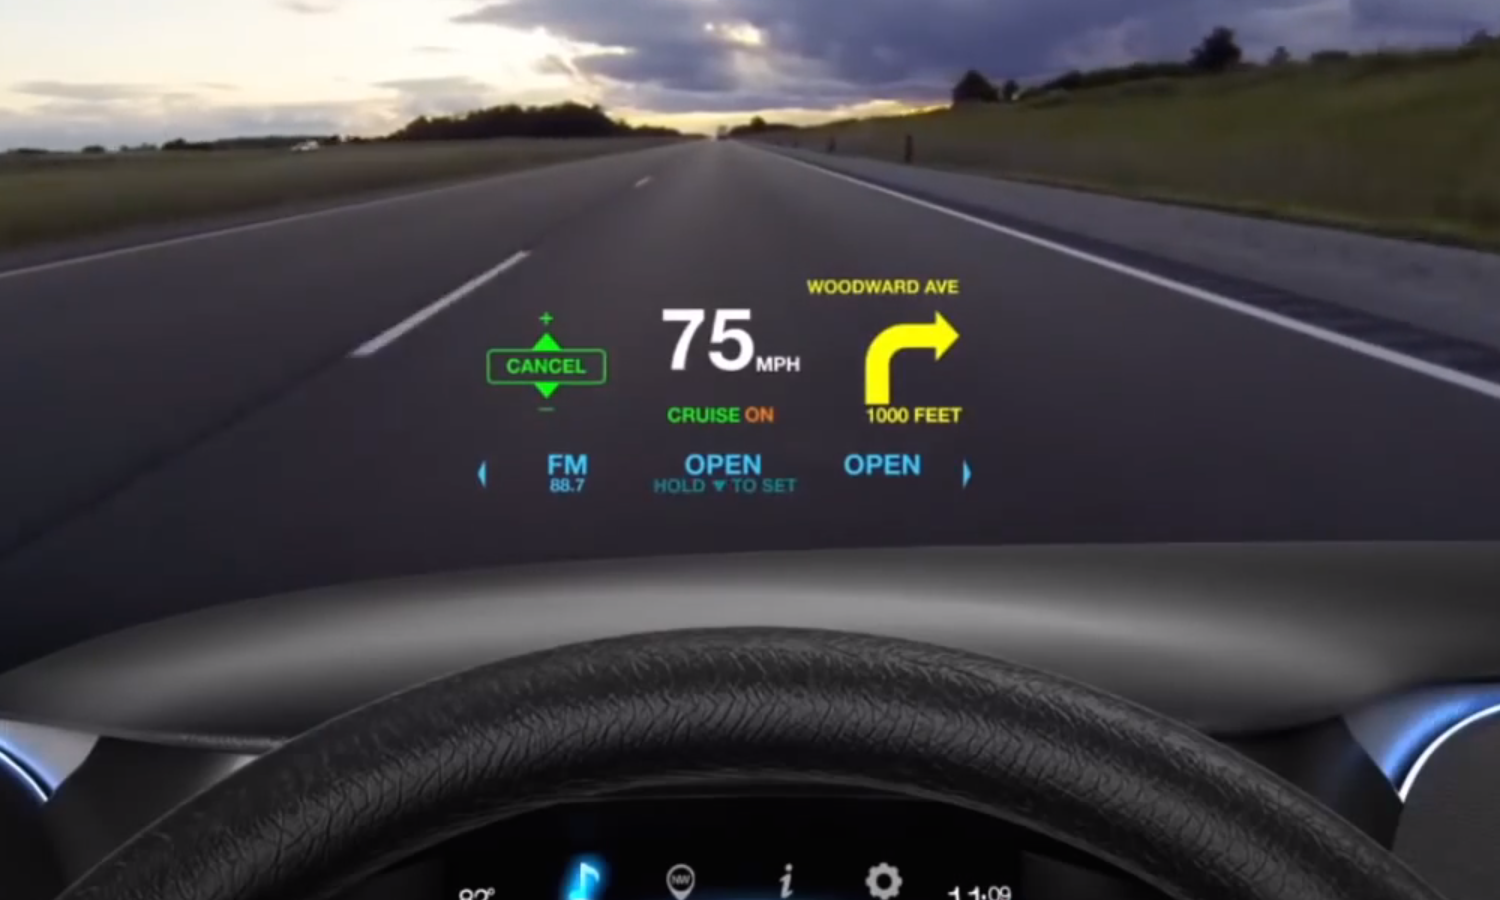 WOODWARD AVE
+
75 MPH
CANCEL
−
CRUISE ON
1000 FEET
FM
OPEN
OPEN
88.7
HOLD ▼ TO SET
NW
i
82°
11:09